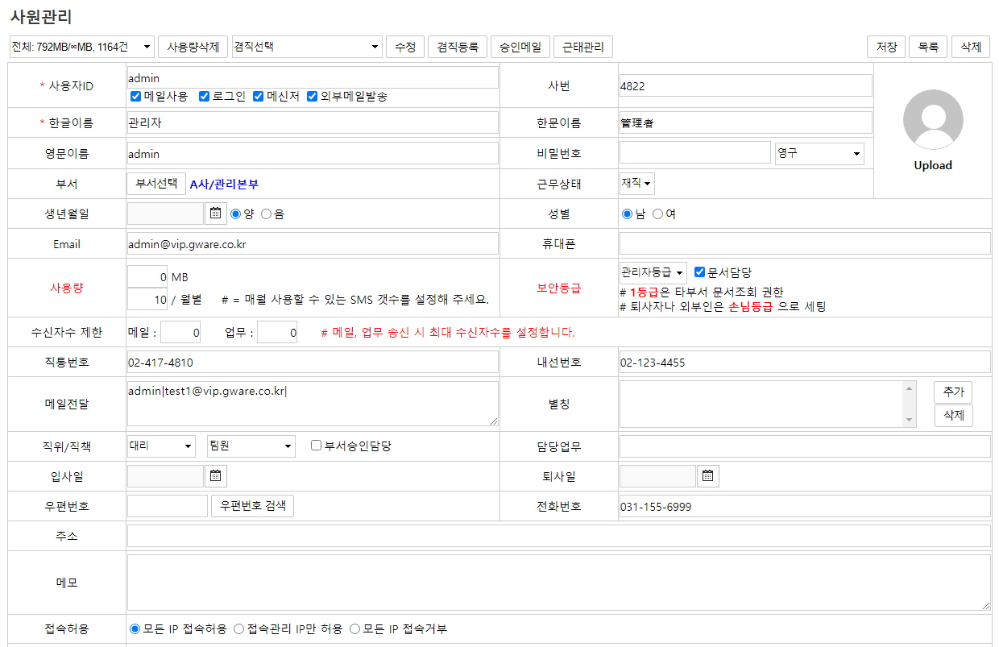 사원관리
전체: 792MB/∞MB, 1164건 사용량삭제 겸직선택 수정 겸직등록 승인메일 근태관리 저장 목록 삭제
* 사용자ID admin 사번 4822
메일사용 로그인 메신저 외부메일발송
* 한글이름 관리자 한문이름 管理者
영문이름 admin 비밀번호 영구
Upload
부서 부서선택 A사/관리본부 근무상태 재직
생년월일 양 음 성별 남 여
Email admin@vip.gware.co.kr 휴대폰
사용량 0 MB
10 / 월별 # = 매월 사용할 수 있는 SMS 갯수를 설정해 주세요.
보안등급 관리자등급 문서담당
# 1등급은 타부서 문서조회 권한
# 퇴사자나 외부인은 손님등급 으로 세팅
수신자수 제한 메일 : 0 업무 : 0 # 메일, 업무 송신 시 최대 수신자수를 설정합니다.
직통번호 02-417-4810 내선번호 02-123-4455
메일전달 admin|test1@vip.gware.co.kr| 별칭 추가
삭제
직위/직책 대리 팀원 부서승인담당 담당업무
입사일 퇴사일
우편번호 우편번호 검색 전화번호 031-155-6999
주소
메모
접속허용 모든 IP 접속허용 접속관리 IP만 허용 모든 IP 접속거부